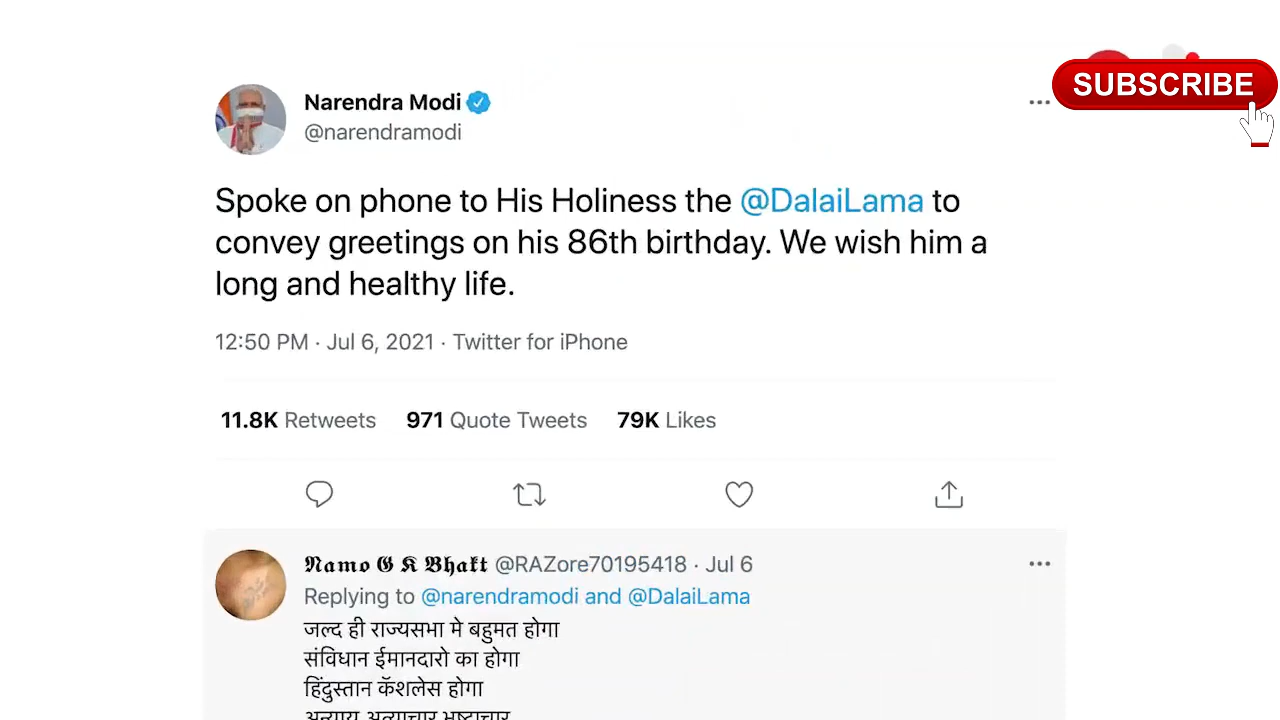 SUBSCRIBE
Narendra Modi
@narendramodi
Spoke on phone to His Holiness the @DalaiLama to
convey greetings on his 86th birthday. We wish him a
long and healthy life.
12:50 PM · Jul 6, 2021 · Twitter for iPhone
11.8K Retweets 971 Quote Tweets 79K Likes
𝕹𝖆𝖒𝖔 𝕲 𝕶 𝕭𝖍𝖆𝖐𝖙 @RAZore70195418 · Jul 6
Replying to @narendramodi and @DalaiLama
जल्द ही राज्यसभा मे बहुमत होगा
संविधान ईमानदारो का होगा
हिंदुस्तान कॅशलेस होगा
अन्याय अत्याचार भ्रष्टाचार